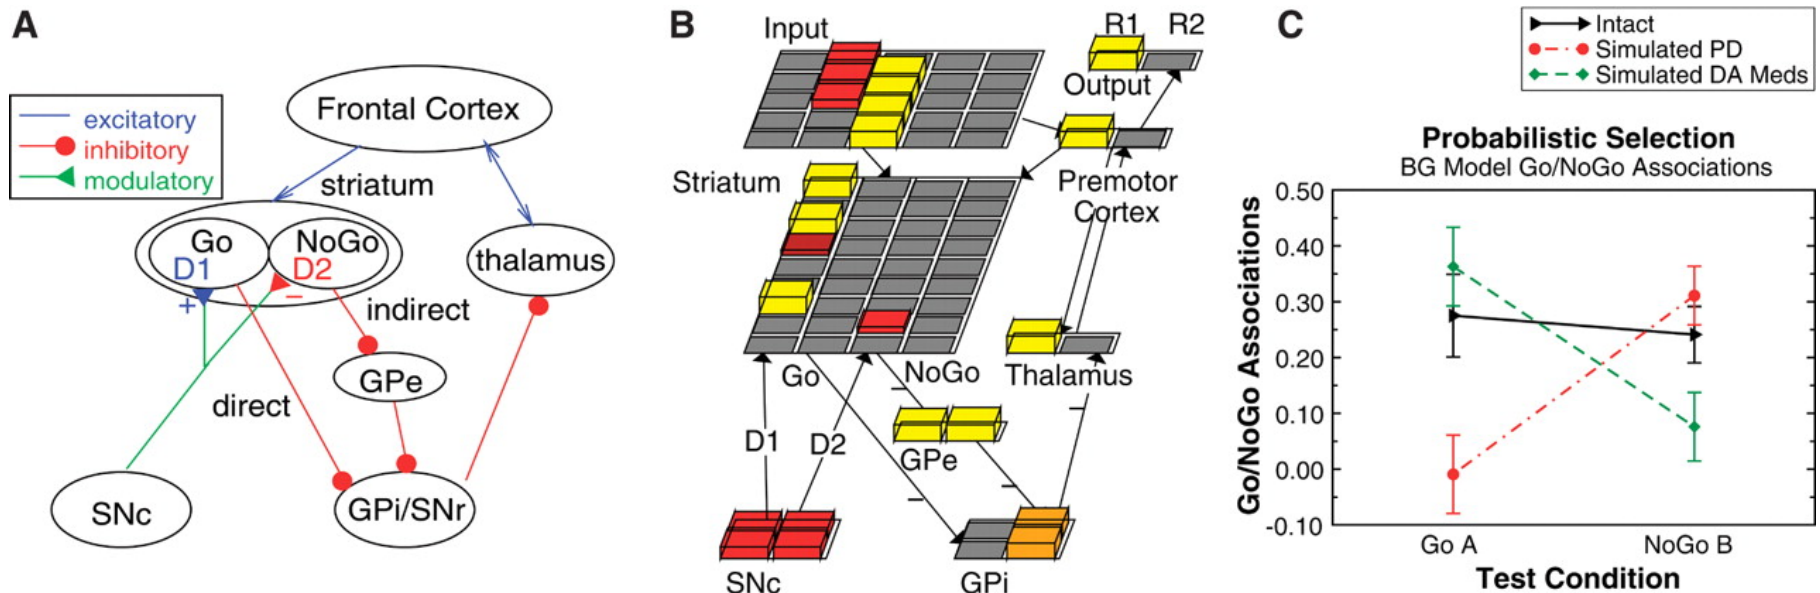 A
excitatory
inhibitory
modulatory
Frontal Cortex
striatum
Go
D1
+
NoGo
D2
−
thalamus
indirect
GPe
direct
SNc
GPi/SNr
B
Input
R1 R2
Output
Striatum
Premotor
Cortex
Go
NoGo
Thalamus
D1
D2
GPe
SNc
GPi
C
Intact
Simulated PD
Simulated DA Meds
Probabilistic Selection
BG Model Go/NoGo Associations
Go/NoGo Associations
0.50
0.40
0.30
0.20
0.10
0.00
-0.10
Go A
NoGo B
Test Condition